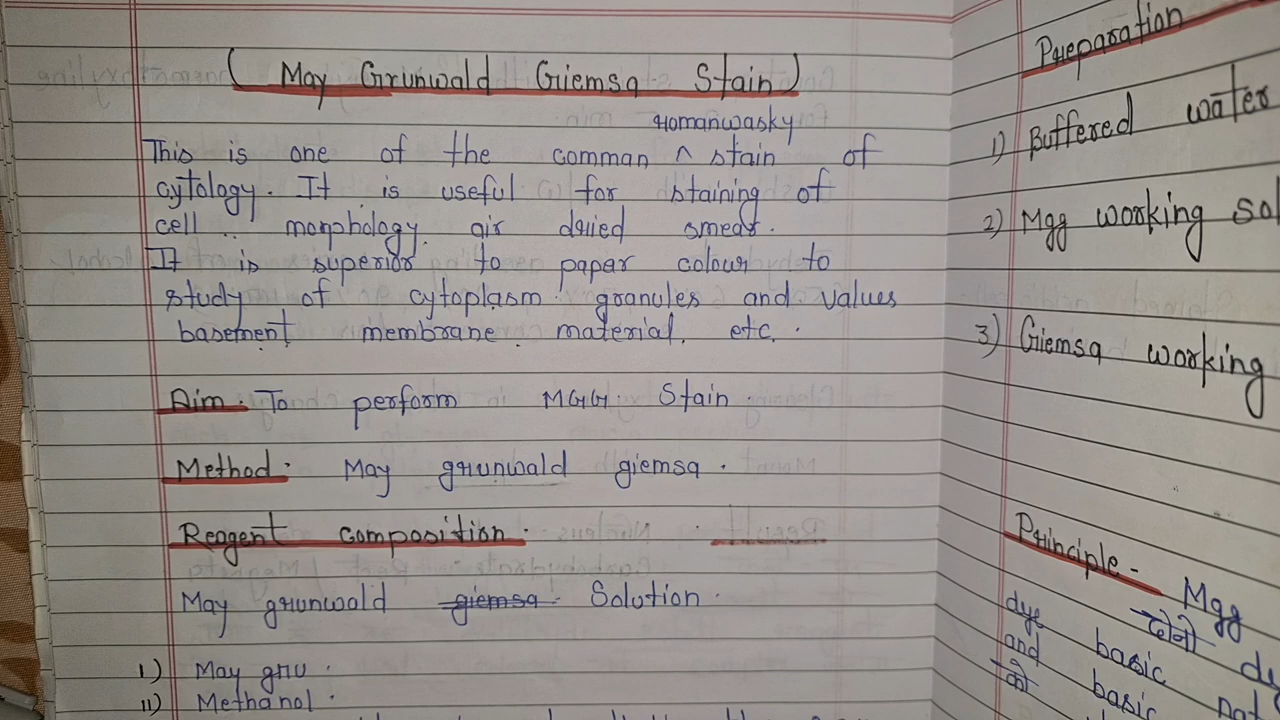 ( May Grunwald Giemsa Stain )
Homanwasky
This is one of the comman ^ stain of
cytology. It is useful for staining of
cell morphology. air dried smear.
It is superior to papar colour to
study of cytoplasm granules and values
basement membrane material. etc.
Aim. To perform MGG Stain.
Method. May grunwald giemsa.
Reagent composition.
May grunwald giemsa Solution.
I) May gru.
II) Methanol.
Preparation
1) Buffered water
2) Mgg working sol
3) Giemsa working
Principle- Mgg
दोनो dy
dye basic nat
and basic
को